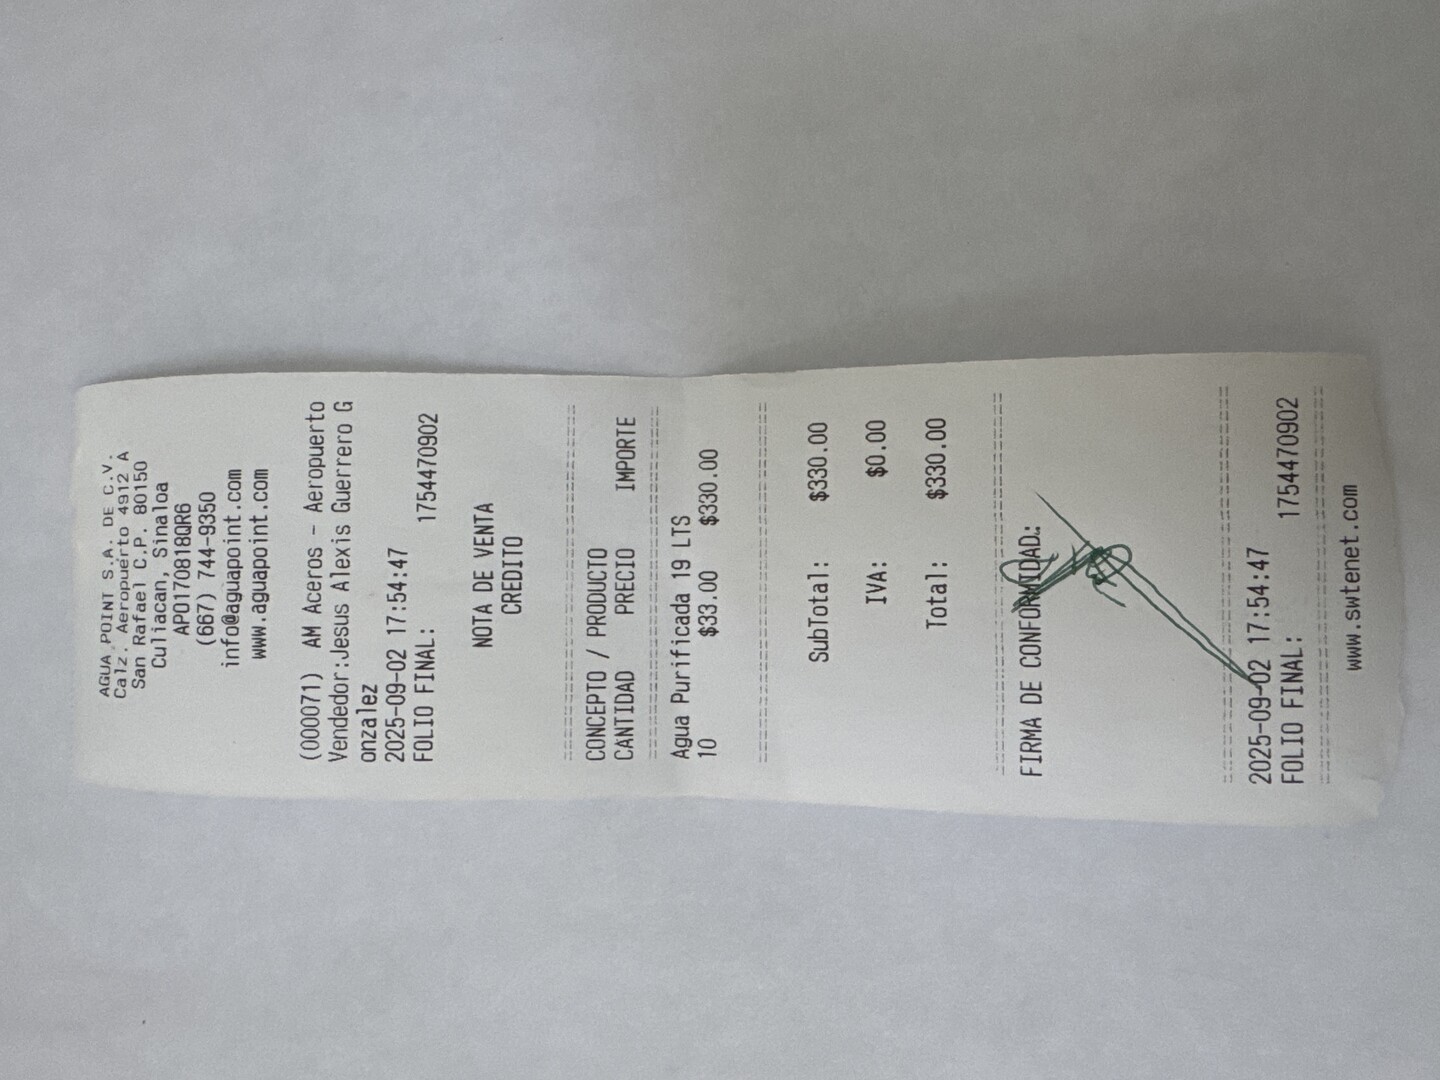 AGUA POINT S.A. DE C.V.
Calz. Aeropuerto 4912 A
San Rafael C.P. 80150
Culiacan, Sinaloa
APO170818QR6
(667) 744-9350
info@aguapoint.com
www.aguapoint.com
(000071) AM Aceros - Aeropuerto
Vendedor:Jesus Alexis Guerrero G
onzalez
2025-09-02 17:54:47
FOLIO FINAL: 1754470902
NOTA DE VENTA
CREDITO
CONCEPTO / PRODUCTO
CANTIDAD PRECIO IMPORTE
Agua Purificada 19 LTS
10 $33.00 $330.00
SubTotal: $330.00
IVA: $0.00
Total: $330.00
FIRMA DE CONFORMIDAD:
2025-09-02 17:54:47
FOLIO FINAL: 1754470902
www.swtenet.com